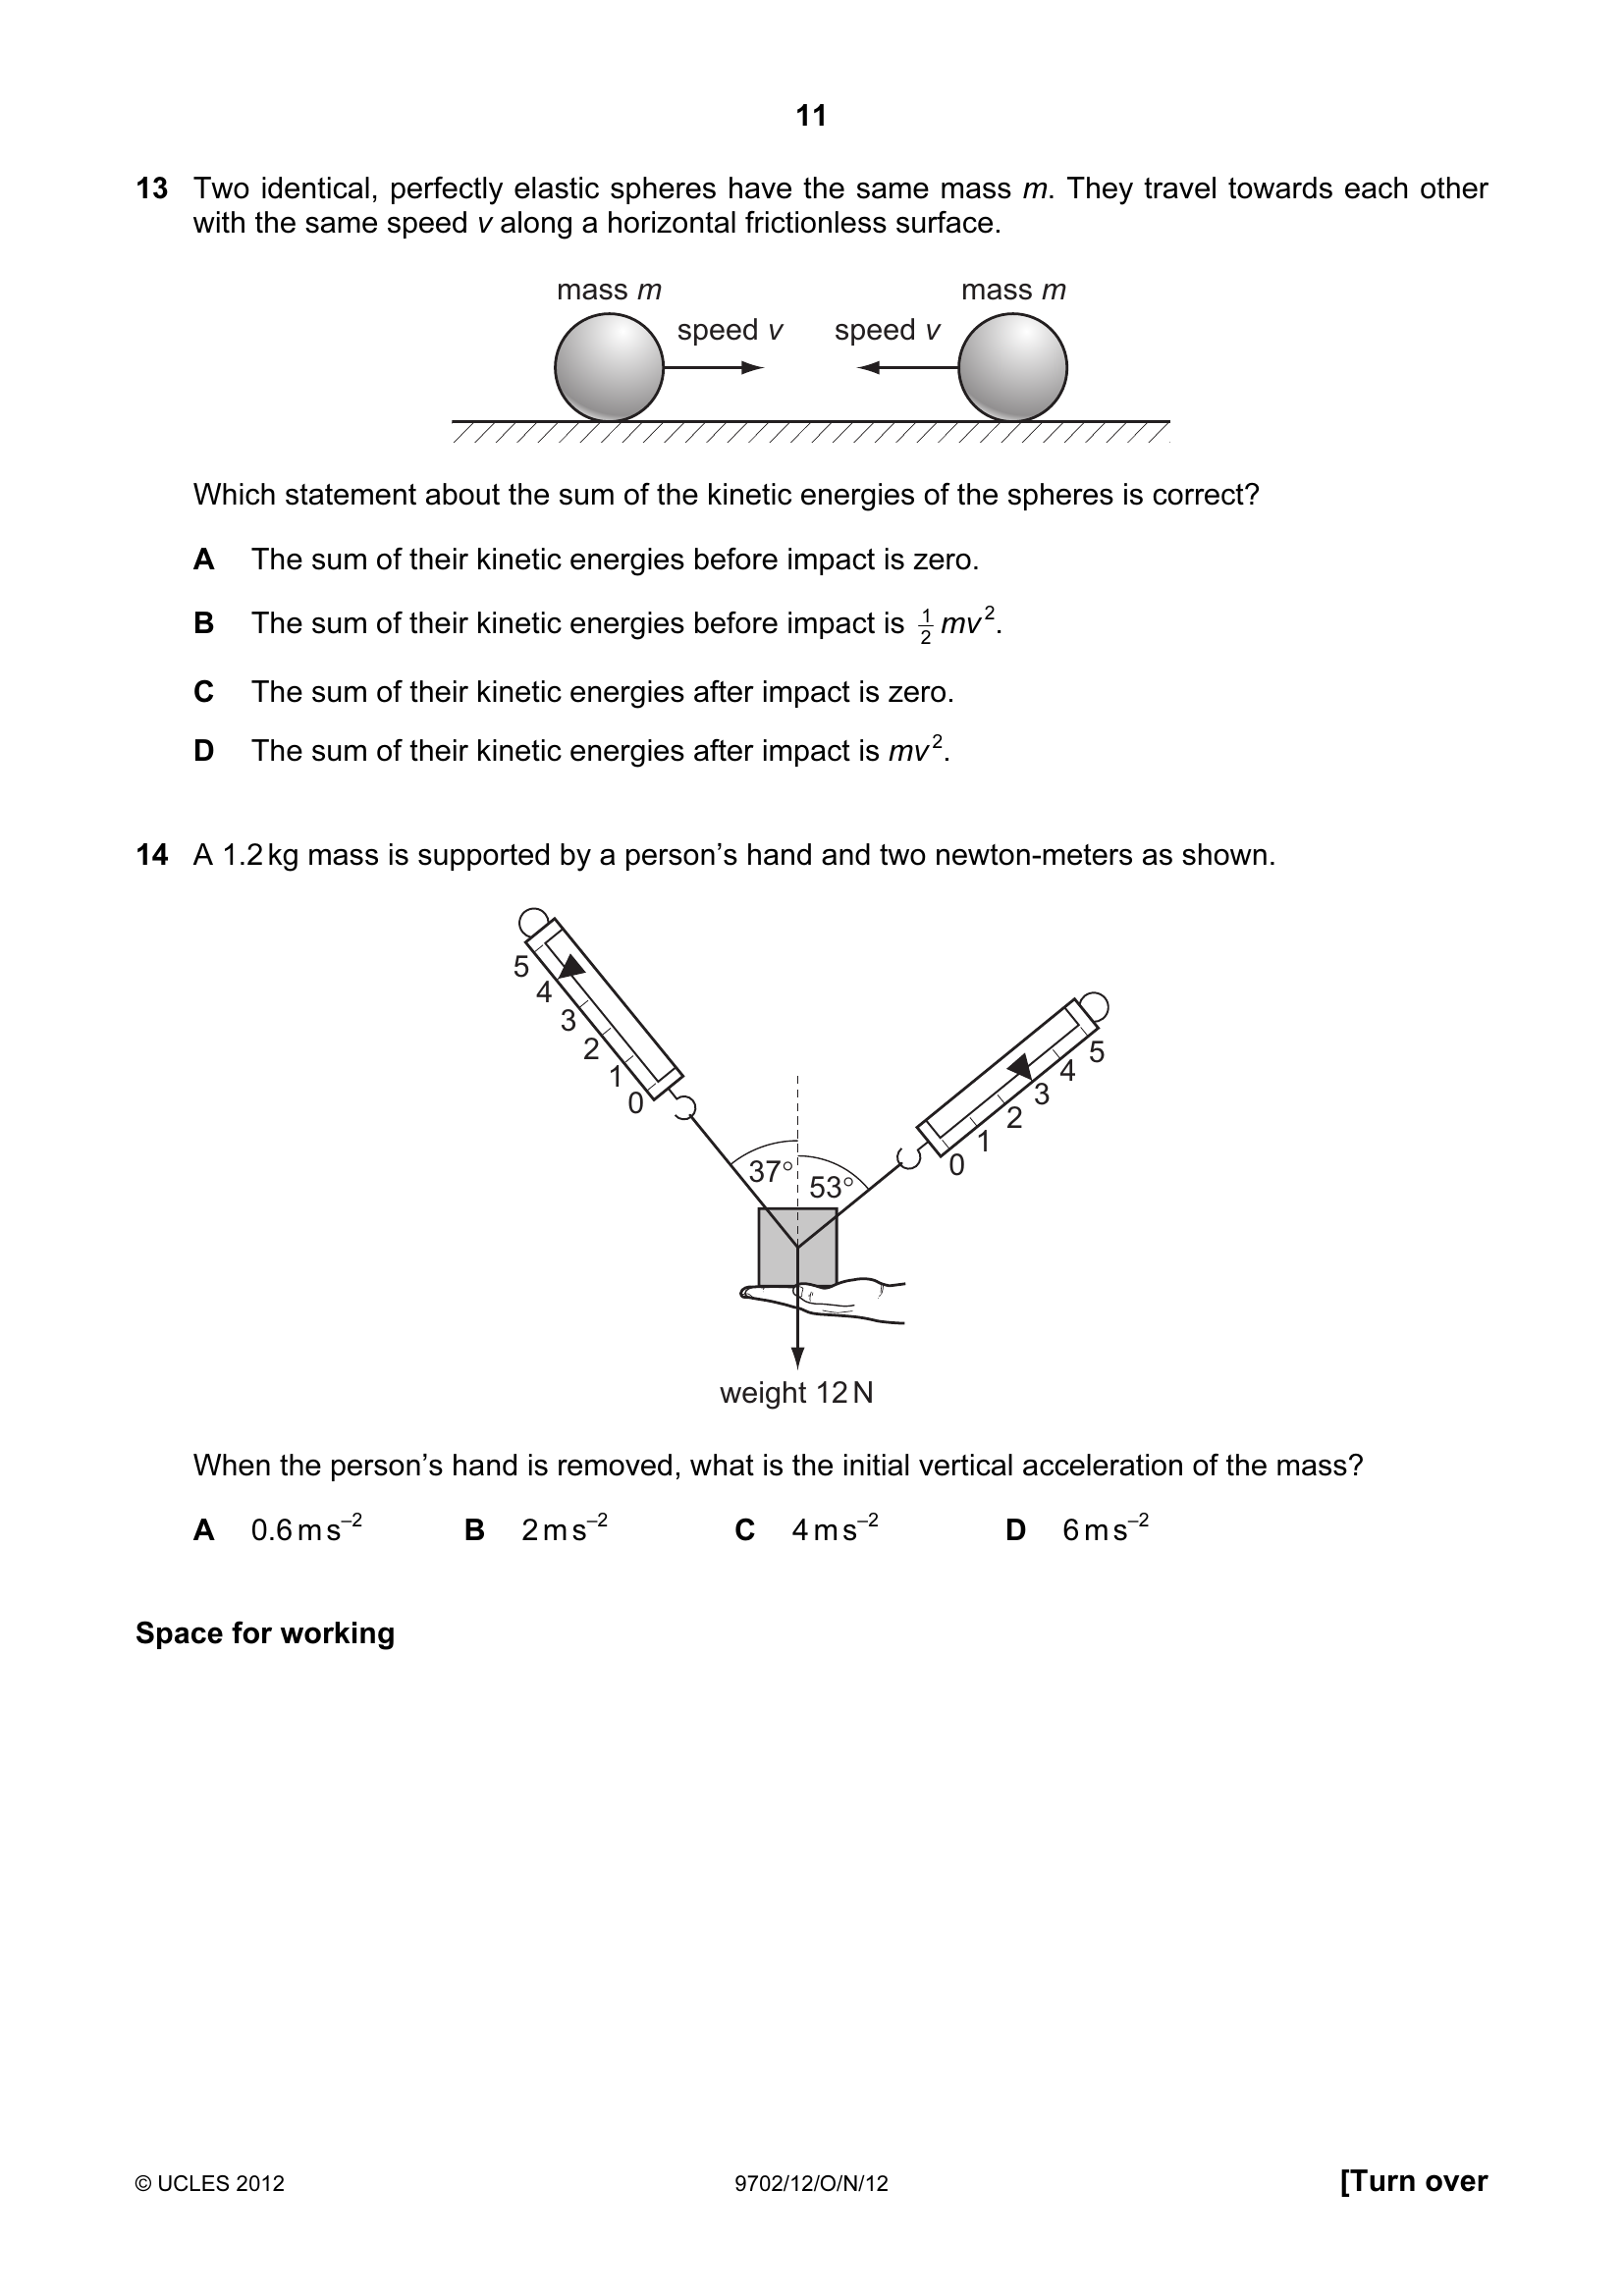 11
13 Two identical, perfectly elastic spheres have the same mass m. They travel towards each other
with the same speed v along a horizontal frictionless surface.
mass m mass m
speed v speed v
Which statement about the sum of the kinetic energies of the spheres is correct?
A The sum of their kinetic energies before impact is zero.
B The sum of their kinetic energies before impact is 1/2 mv².
C The sum of their kinetic energies after impact is zero.
D The sum of their kinetic energies after impact is mv².
14 A 1.2 kg mass is supported by a person’s hand and two newton-meters as shown.
5
4
3
2
1
0
5
4
3
2
1
0
37° 53°
weight 12 N
When the person’s hand is removed, what is the initial vertical acceleration of the mass?
A 0.6 m s⁻² B 2 m s⁻² C 4 m s⁻² D 6 m s⁻²
Space for working
© UCLES 2012 9702/12/O/N/12 [Turn over